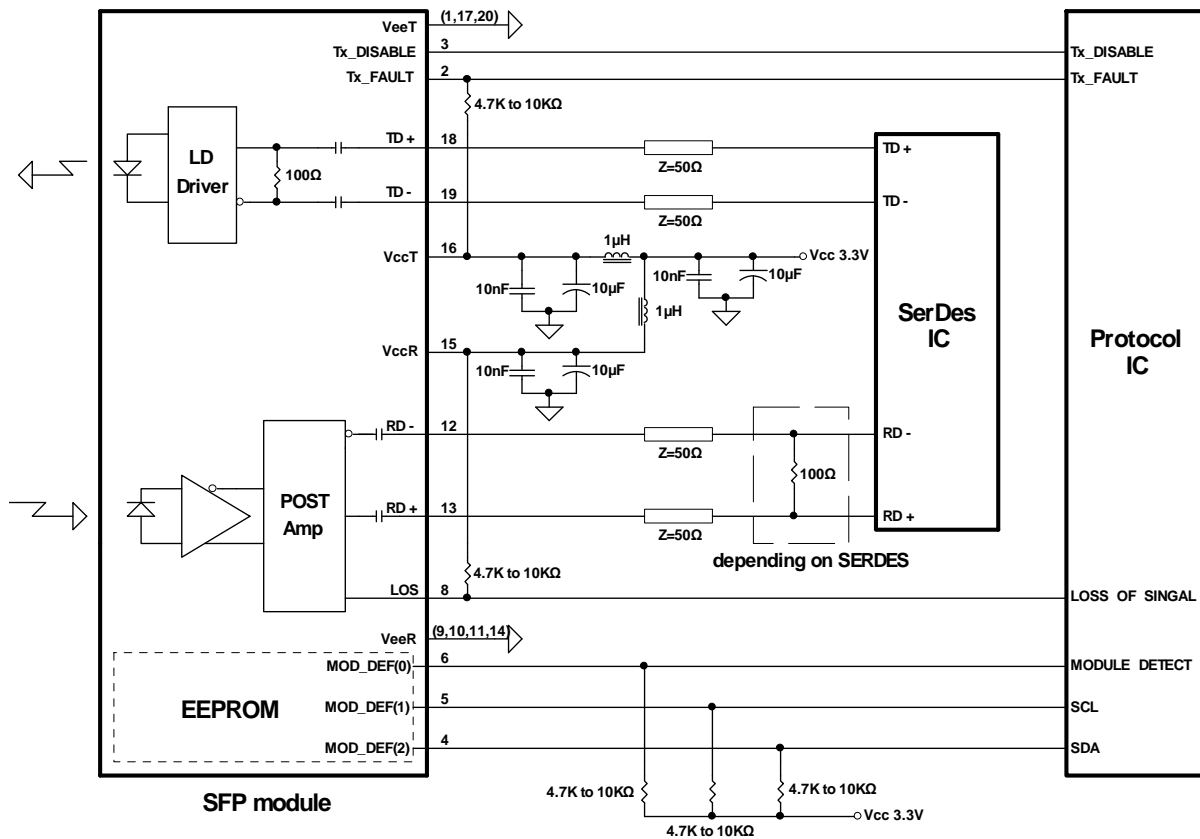 VeeT (1,17,20)
Tx_DISABLE 3 Tx_DISABLE
Tx_FAULT 2 Tx_FAULT
4.7K to 10KΩ
TD + 18 TD +
LD
Driver
100Ω
Z=50Ω
TD - 19 TD -
Z=50Ω
1µH
VccT 16 Vcc 3.3V
10nF 10µF 10nF 10µF
1µH
SerDes
IC
Protocol
IC
VccR 15
10nF 10µF
RD - 12 RD -
Z=50Ω
100Ω
POST
Amp
RD + 13 RD +
Z=50Ω
depending on SERDES
4.7K to 10KΩ
LOS 8 LOSS OF SINGAL
VeeR (9,10,11,14)
MOD_DEF(0) 6 MODULE DETECT
EEPROM
MOD_DEF(1) 5 SCL
MOD_DEF(2) 4 SDA
4.7K to 10KΩ 4.7K to 10KΩ
SFP module
Vcc 3.3V
4.7K to 10KΩ